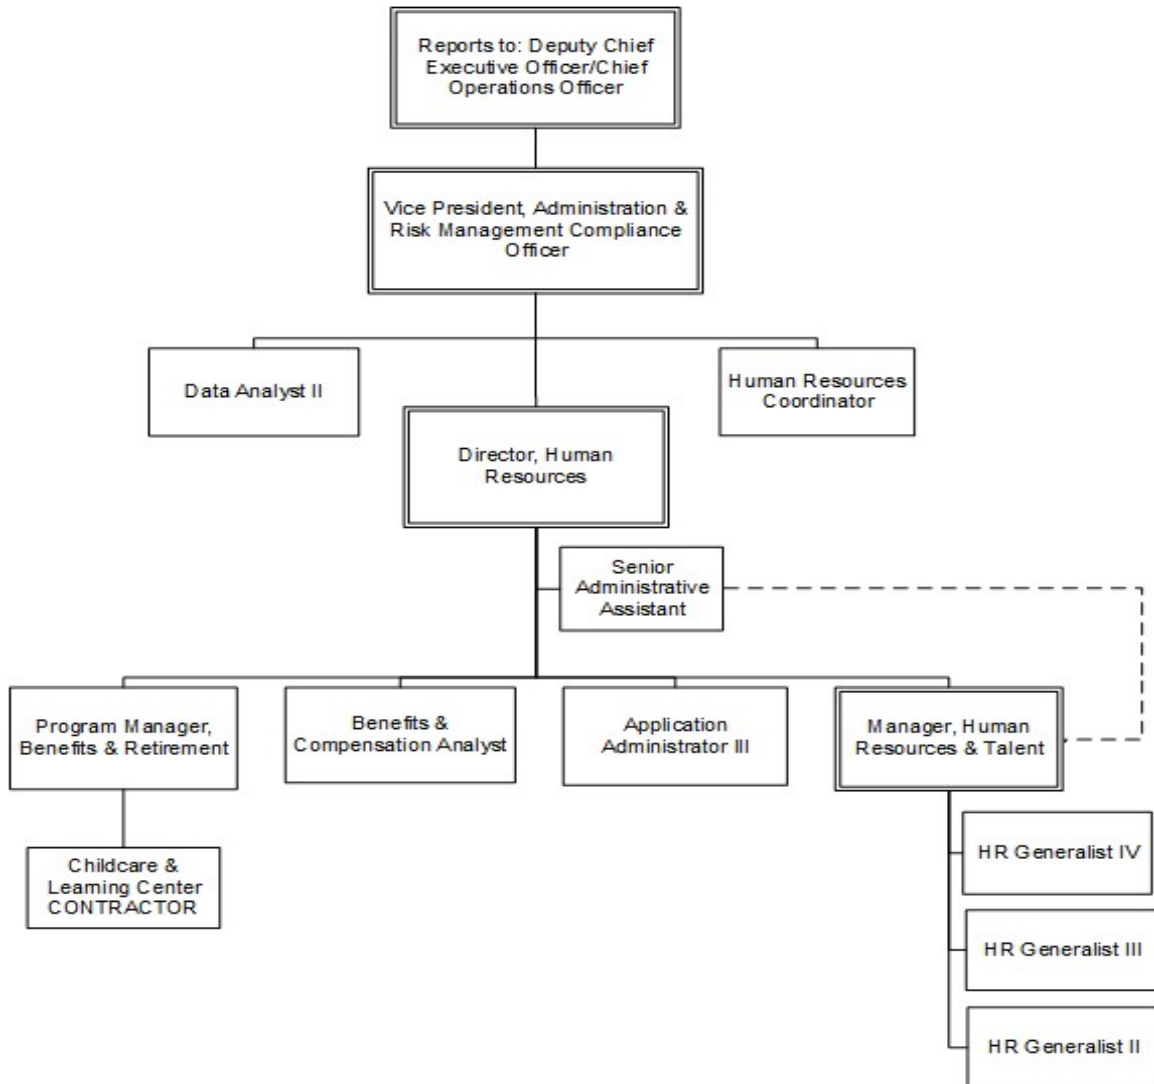 Reports to: Deputy Chief
Executive Officer/Chief
Operations Officer
Vice President, Administration &
Risk Management Compliance
Officer
Data Analyst II
Human Resources
Coordinator
Director, Human
Resources
Senior
Administrative
Assistant
Program Manager,
Benefits & Retirement
Benefits &
Compensation Analyst
Application
Administrator III
Manager, Human
Resources & Talent
Childcare &
Learning Center
CONTRACTOR
HR Generalist IV
HR Generalist III
HR Generalist II